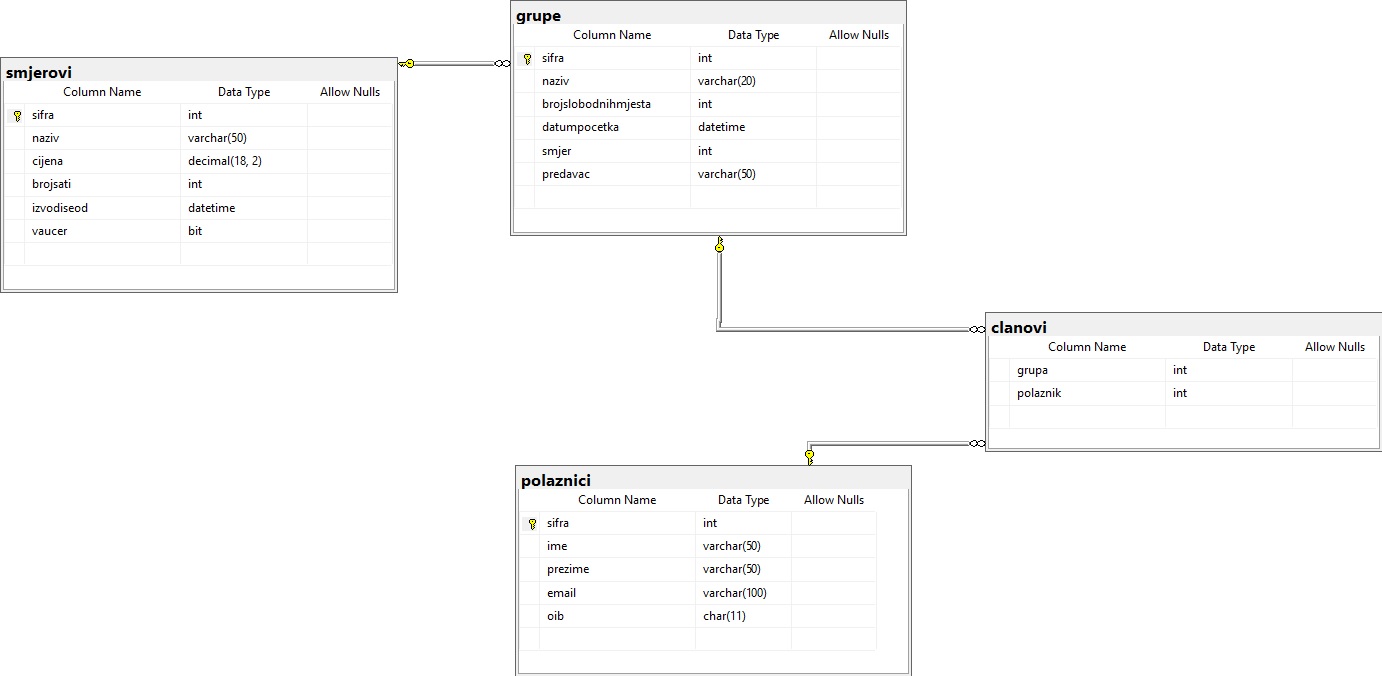 smjerovi
Column Name Data Type Allow Nulls
sifra int
naziv varchar(50)
cijena decimal(18, 2)
brojsati int
izvodiseod datetime
vaucer bit
grupe
Column Name Data Type Allow Nulls
sifra int
naziv varchar(20)
brojslobodnihmjesta int
datumpocetka datetime
smjer int
predavac varchar(50)
clanovi
Column Name Data Type Allow Nulls
grupa int
polaznik int
polaznici
Column Name Data Type Allow Nulls
sifra int
ime varchar(50)
prezime varchar(50)
email varchar(100)
oib char(11)